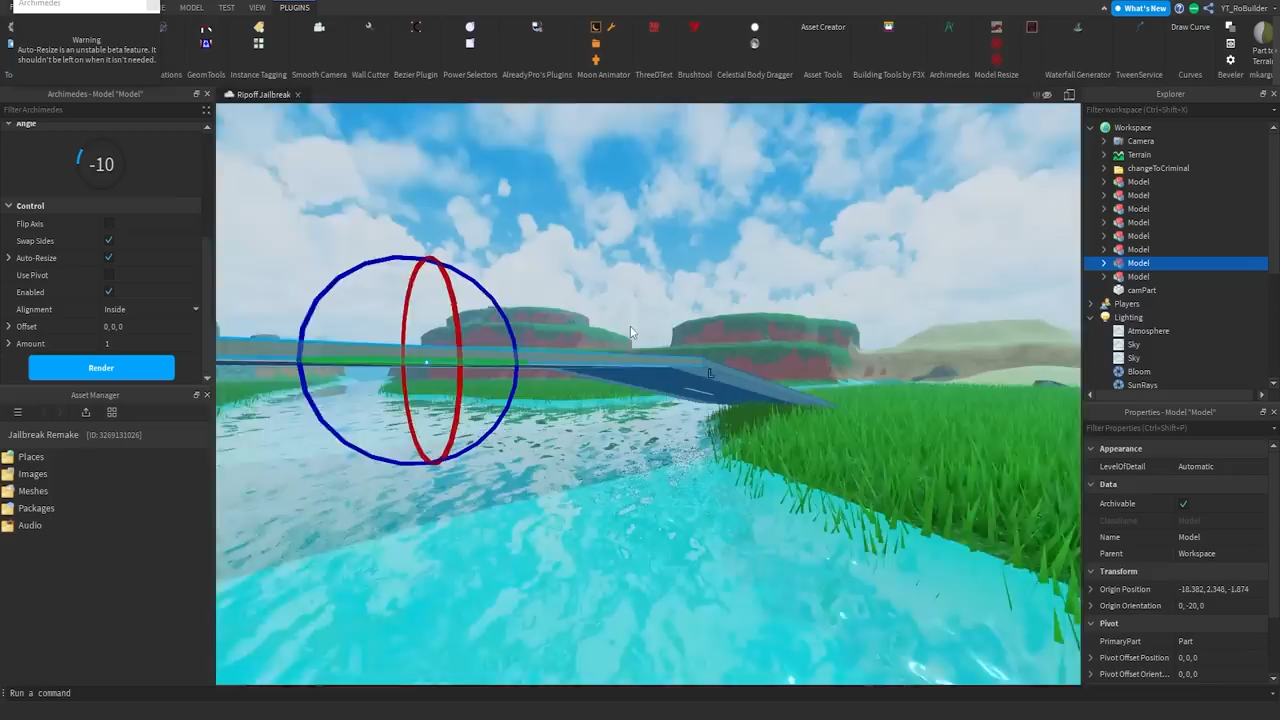 Archimedes
MODEL
TEST
VIEW
PLUGINS
What's New
YT_RoBuilder
Warning
Auto-Resize is an unstable beta feature. It
shouldn't be left on when it isn't needed.
Asset Creator
Draw Curve
GeomTools
Instance Tagging
Smooth Camera
Wall Cutter
Bezier Plugin
Power Selectors
AlreadyPro's Plugins
Moon Animator
ThreeDText
Brushtool
Celestial Body Dragger
Asset Tools
Building Tools by F3X
Archimedes
Model Resize
Waterfall Generator
TweenService
Curves
Beveler
Part to
Terrain
Archimedes - Model "Model"
Filter Archimedes
Angle
-10
Control
Flip Axis
Swap Sides
Auto-Resize
Use Pivot
Enabled
Alignment
Inside
Offset
0, 0, 0
Amount
1
Render
Asset Manager
Jailbreak Remake
[ID: 3269131026]
Places
Images
Meshes
Packages
Audio
Ripoff Jailbreak
L
Explorer
Filter workspace (Ctrl+Shift+X)
Workspace
Camera
Terrain
changeToCriminal
Model
Model
Model
Model
Model
Model
Model
Model
camPart
Players
Lighting
Atmosphere
Sky
Sky
Bloom
SunRays
Properties - Model "Model"
Filter Properties (Ctrl+Shift+P)
Appearance
LevelOfDetail
Automatic
Data
Archivable
ClassName
Model
Name
Model
Parent
Workspace
Transform
Origin Position
-18.382, 2.348, -1.874
Origin Orientation
0, -20, 0
Pivot
PrimaryPart
Part
Pivot Offset Position
0, 0, 0
Pivot Offset Orient...
0, 0, 0
Run a command